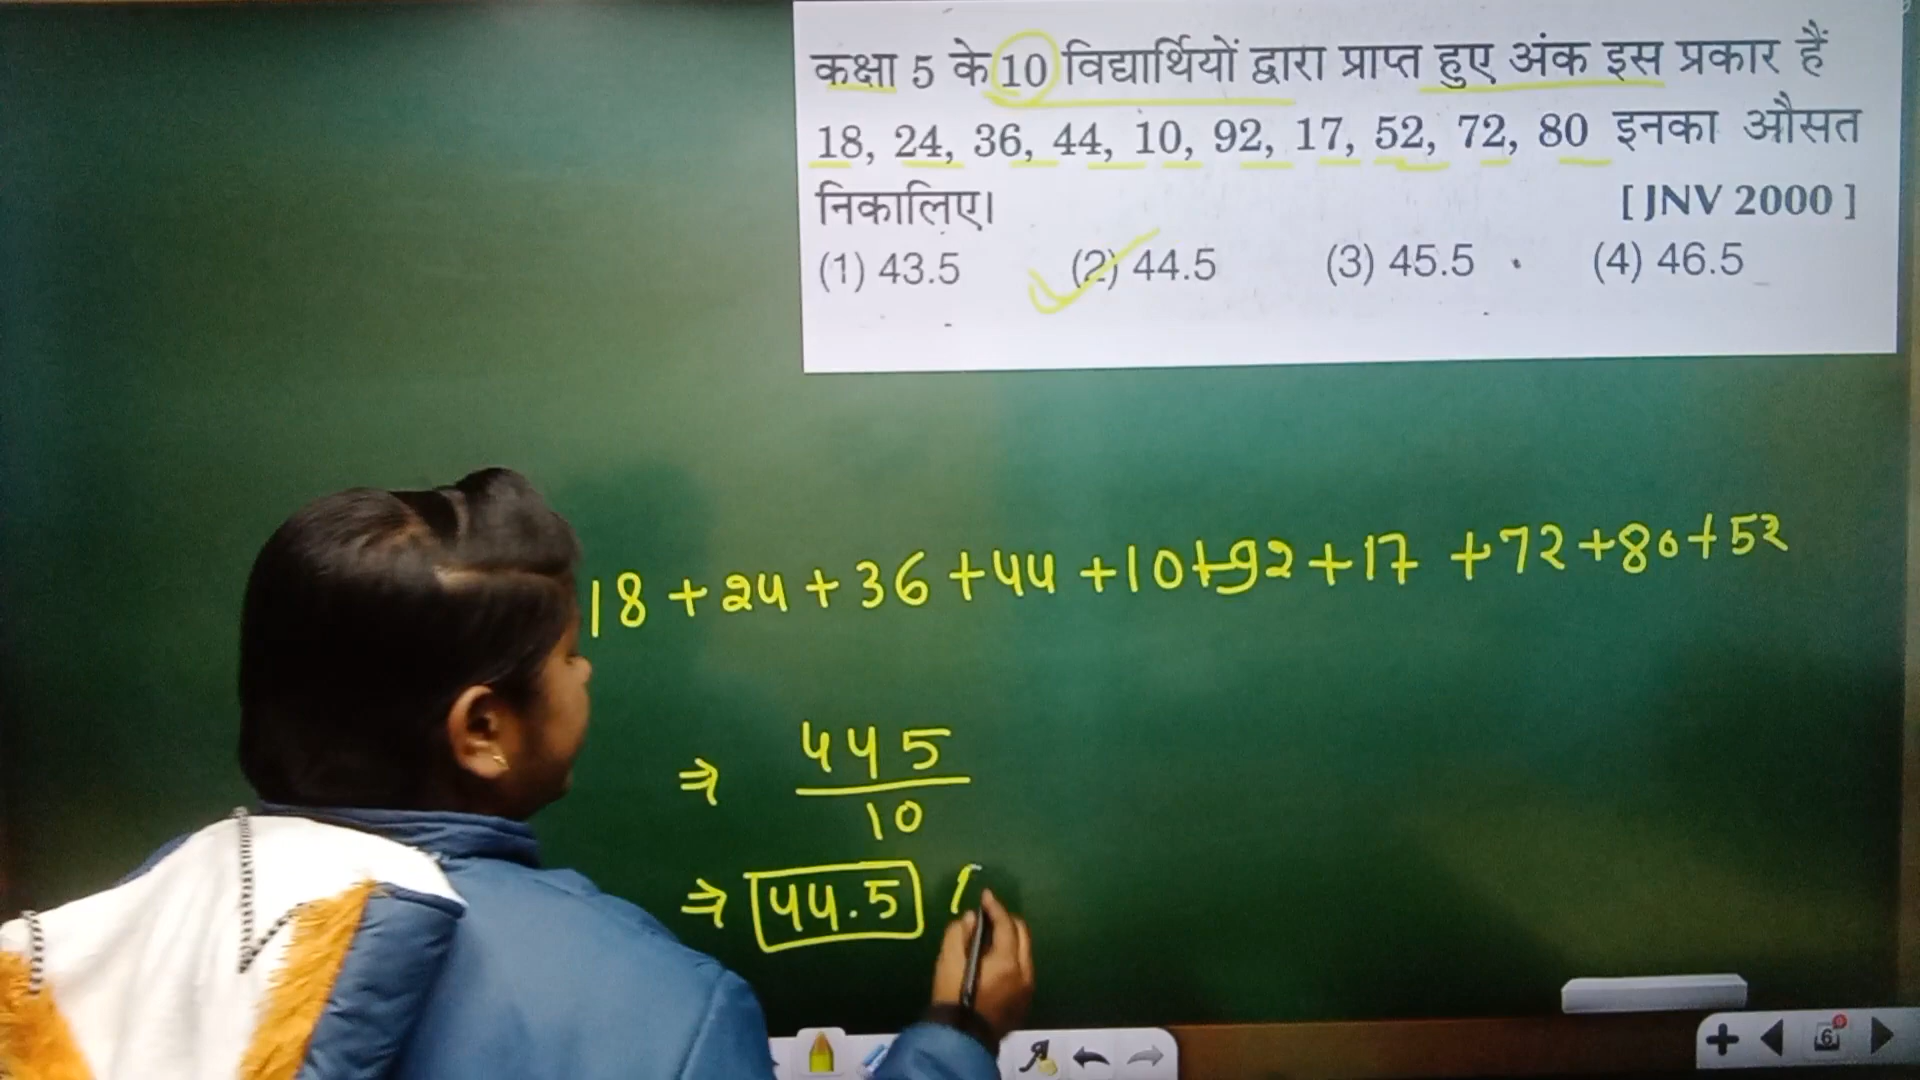 कक्षा 5 के 10 विद्यार्थियों द्वारा प्राप्त हुए अंक इस प्रकार हैं
18, 24, 36, 44, 10, 92, 17, 52, 72, 80 इनका औसत
निकालिए। [ JNV 2000 ]
(1) 43.5 (2) 44.5 (3) 45.5 (4) 46.5
18 + 24 + 36 + 44 + 10 + 92 + 17 + 72 + 80 + 52
⇒ 445
10
⇒ 44.5
6